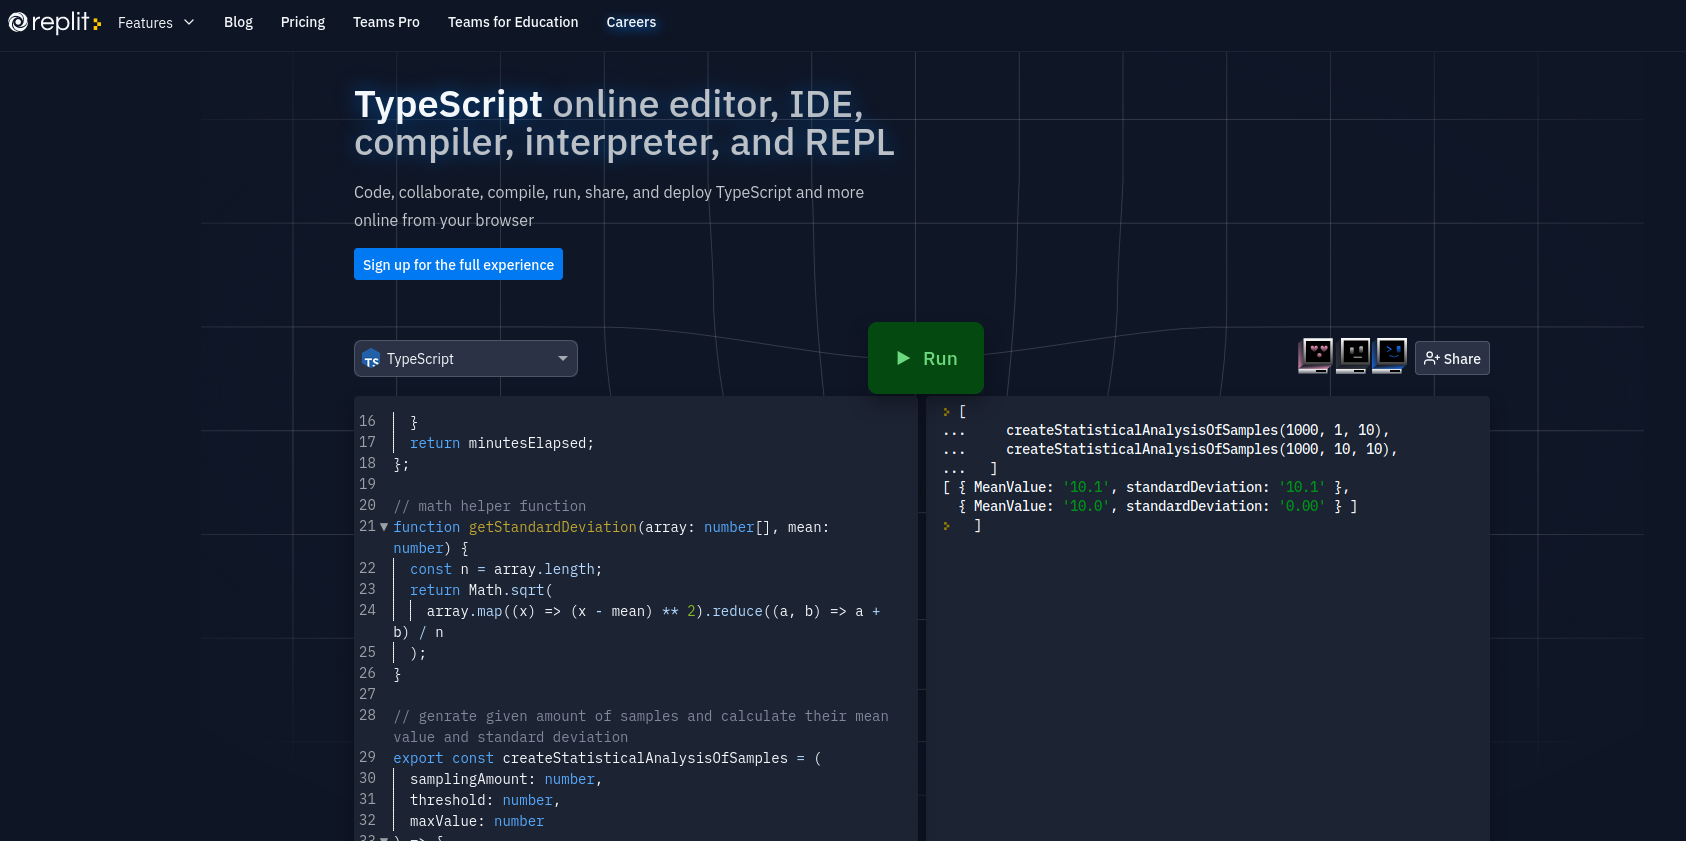 replit
Features
Blog
Pricing
Teams Pro
Teams for Education
Careers
TypeScript online editor, IDE,
compiler, interpreter, and REPL
Code, collaborate, compile, run, share, and deploy TypeScript and more
online from your browser
Sign up for the full experience
TS TypeScript
Run
Share
16 }
17 return minutesElapsed;
18 };
19
20 // math helper function
21 function getStandardDeviation(array: number[], mean:
number) {
22 const n = array.length;
23 return Math.sqrt(
24 array.map((x) => (x - mean) ** 2).reduce((a, b) => a +
b) / n
25 );
26 }
27
28 // genrate given amount of samples and calculate their mean
value and standard deviation
29 export const createStatisticalAnalysisOfSamples = (
30 samplingAmount: number,
31 threshold: number,
32 maxValue: number
33 ) => {
> [
... createStatisticalAnalysisOfSamples(1000, 1, 10),
... createStatisticalAnalysisOfSamples(1000, 10, 10),
... ]
[ { MeanValue: '10.1', standardDeviation: '10.1' },
{ MeanValue: '10.0', standardDeviation: '0.00' } ]
> ]